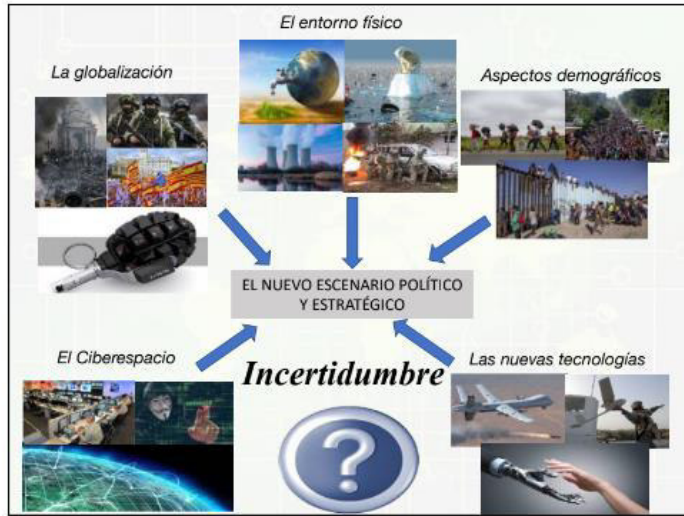 El entorno físico
La globalización
Aspectos demográficos
EL NUEVO ESCENARIO POLÍTICO
Y ESTRATÉGICO
El Ciberespacio
Incertidumbre
Las nuevas tecnologías
?